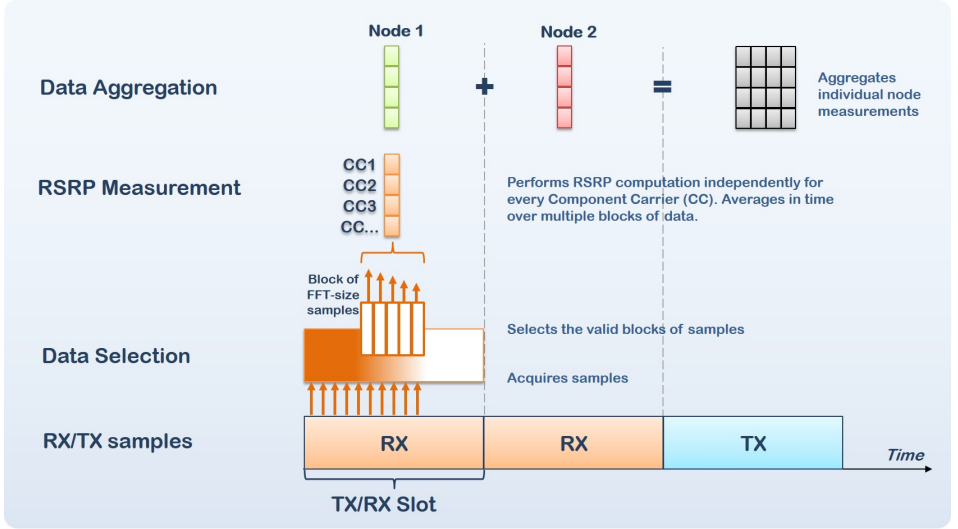 Node 1
Node 2
Data Aggregation
+
=
Aggregates
individual node
measurements
RSRP Measurement
CC1
CC2
CC3
CC...
Performs RSRP computation independently for
every Component Carrier (CC). Averages in time
over multiple blocks of data.
Block of
FFT-size
samples
Data Selection
Selects the valid blocks of samples
Acquires samples
RX/TX samples
RX
RX
TX
Time
TX/RX Slot